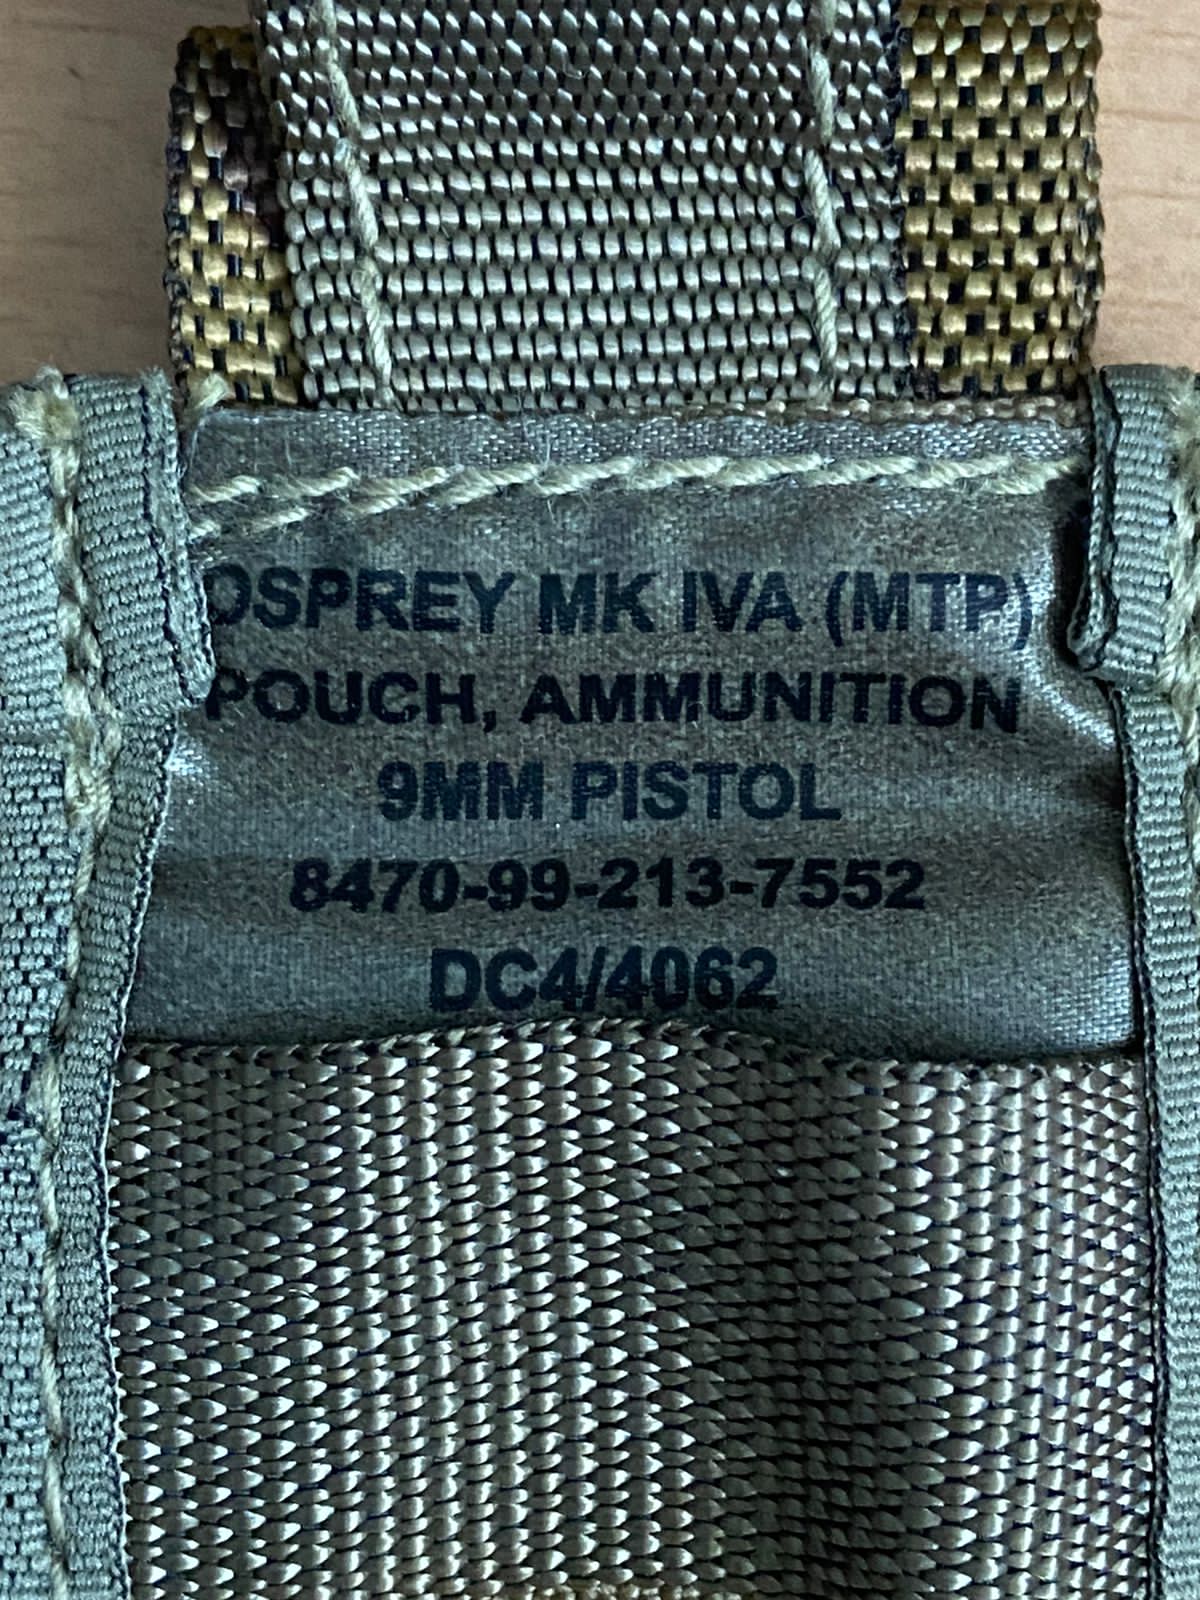 OSPREY MK IVA (MTP)
POUCH, AMMUNITION
9MM PISTOL
8470-99-213-7552
DC4/4062